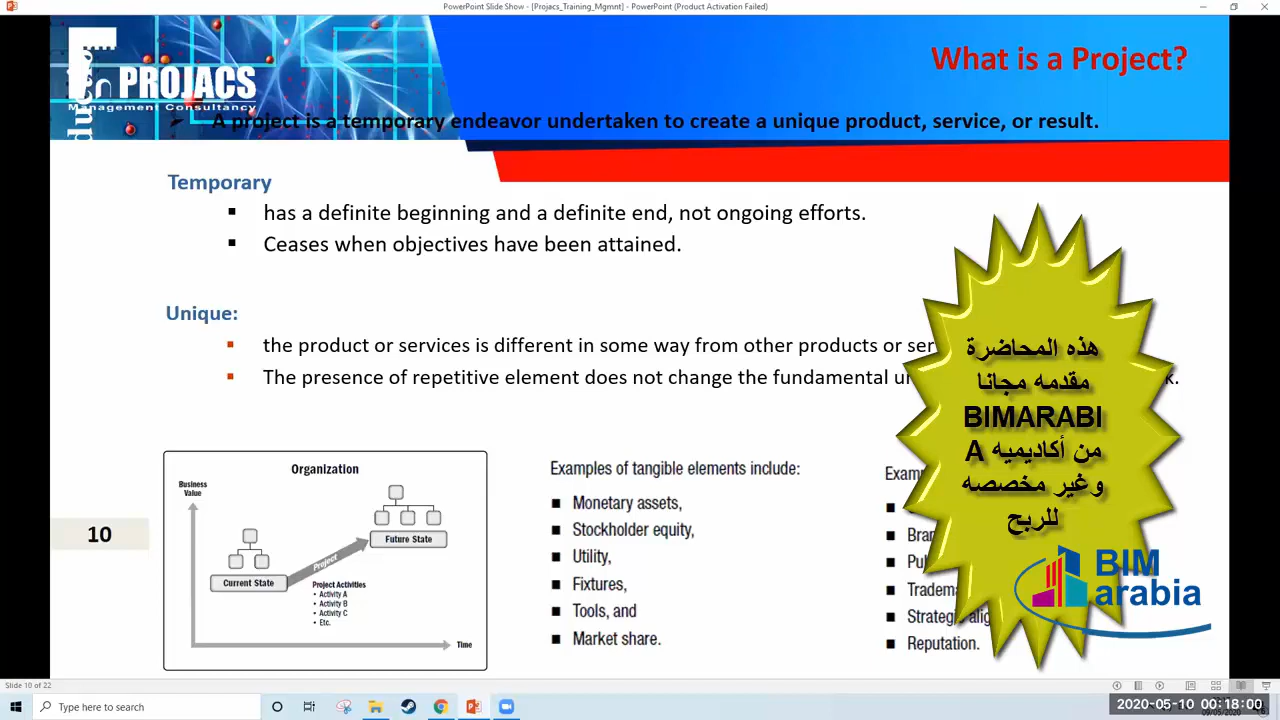 PowerPoint Slide Show - [Projacs_Training_Mgmnt] - PowerPoint (Product Activation Failed)
PROJACS
Management Consultancy
What is a Project?
A project is a temporary endeavor undertaken to create a unique product, service, or result.
Temporary
has a definite beginning and a definite end, not ongoing efforts.
Ceases when objectives have been attained.
Unique:
the product or services is different in some way from other products or ser
The presence of repetitive element does not change the fundamental
هذه المحاضرة
مقدمه مجانا
BIMARABI
من أكاديميه A
وغير مخصصه
للربح
Organization
Business
Value
Current State
Project
Future State
Project Activities
• Activity A
• Activity B
• Activity C
• Etc.
Time
Examples of tangible elements include:
Monetary assets,
Stockholder equity,
Utility,
Fixtures,
Tools, and
Market share.
Exam
Bran
Pu
Tradema
Strategic alig
Reputation.
10
BIM
arabia
Slide 10 of 22
Type here to search
2020-05-10 00:18:00